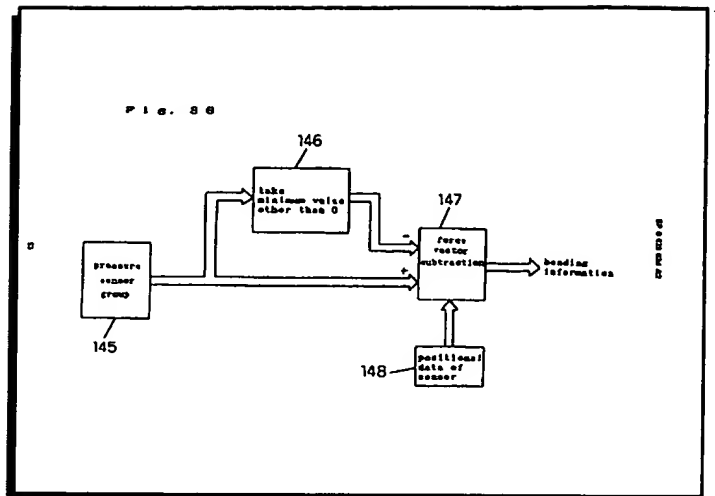 Fig. 86
146
take
minimum value
other than 0
147
force
vector
subtraction
-
+
bending
information
pressure
sensor
group
145
148
positional
data of
sensor